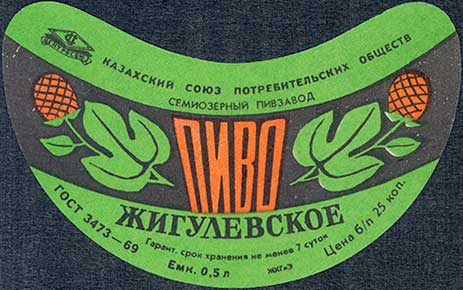 КАЗАХСКИЙ СОЮЗ ПОТРЕБИТЕЛЬСКИХ ОБЩЕСТВ
СЕМИОЗЕРНЫЙ ПИВЗАВОД
ПИВО
ЖИГУЛЕВСКОЕ
ГОСТ 3473—69
Гарант. срок хранения не менее 7 суток
Цена б/п 25 коп.
Емк. 0,5 л